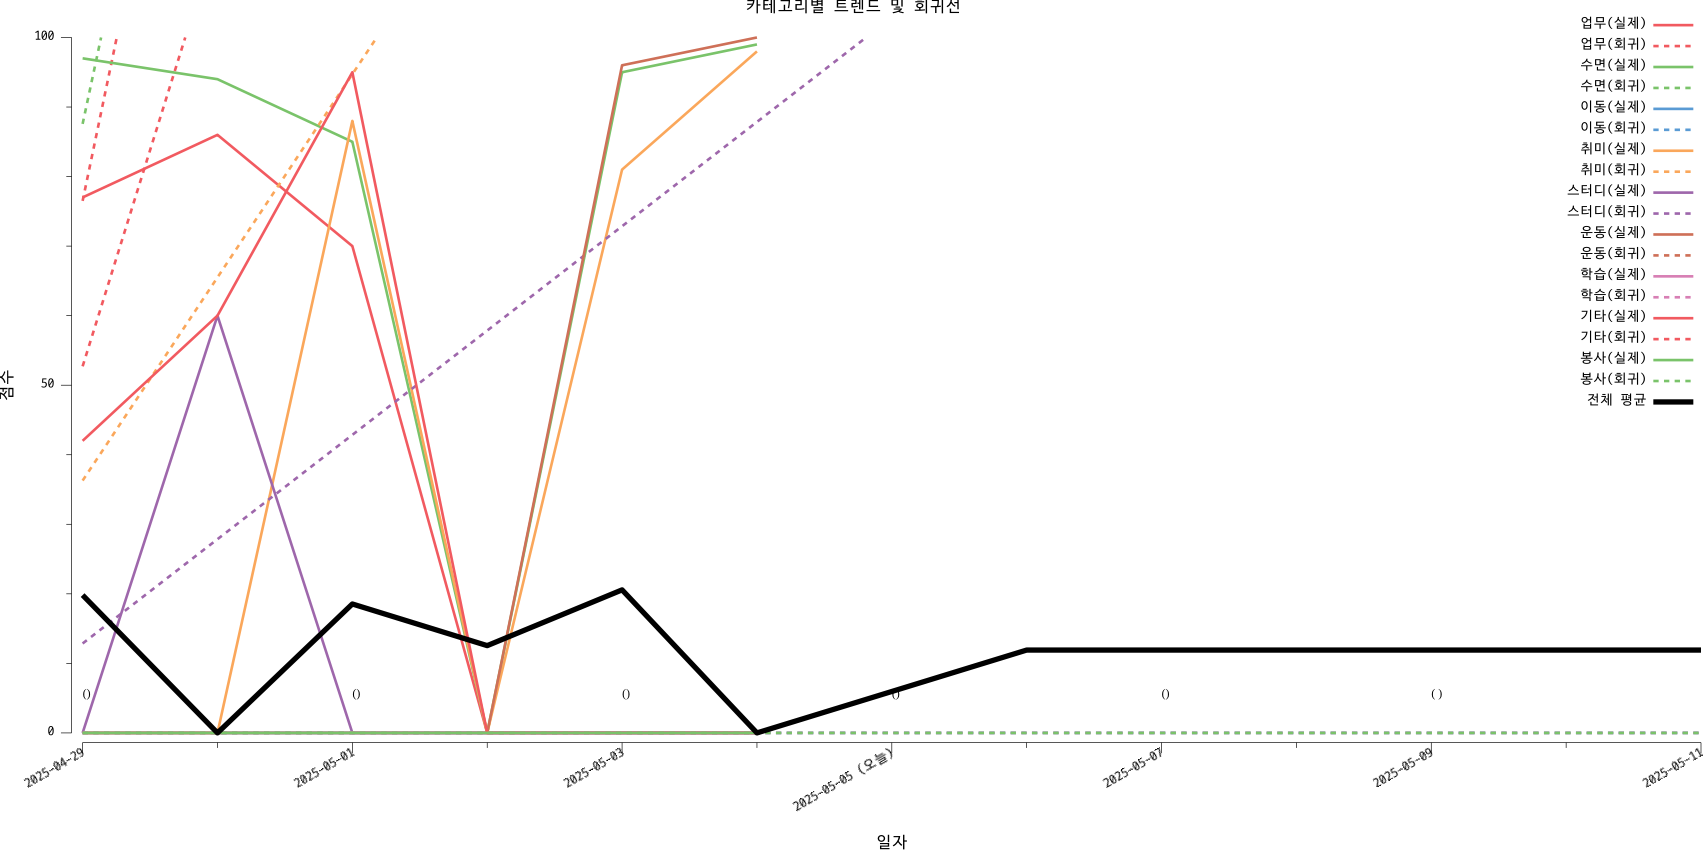 카테고리별 트렌드 및 회귀선
업무(실제)
업무(회귀)
수면(실제)
수면(회귀)
이동(실제)
이동(회귀)
취미(실제)
취미(회귀)
스터디(실제)
스터디(회귀)
운동(실제)
운동(회귀)
학습(실제)
학습(회귀)
기타(실제)
기타(회귀)
봉사(실제)
봉사(회귀)
전체 평균
100
50
0
점수
() () () () () ( )
2025-04-29
2025-05-01
2025-05-03
2025-05-05 (오늘)
2025-05-07
2025-05-09
2025-05-11
일자